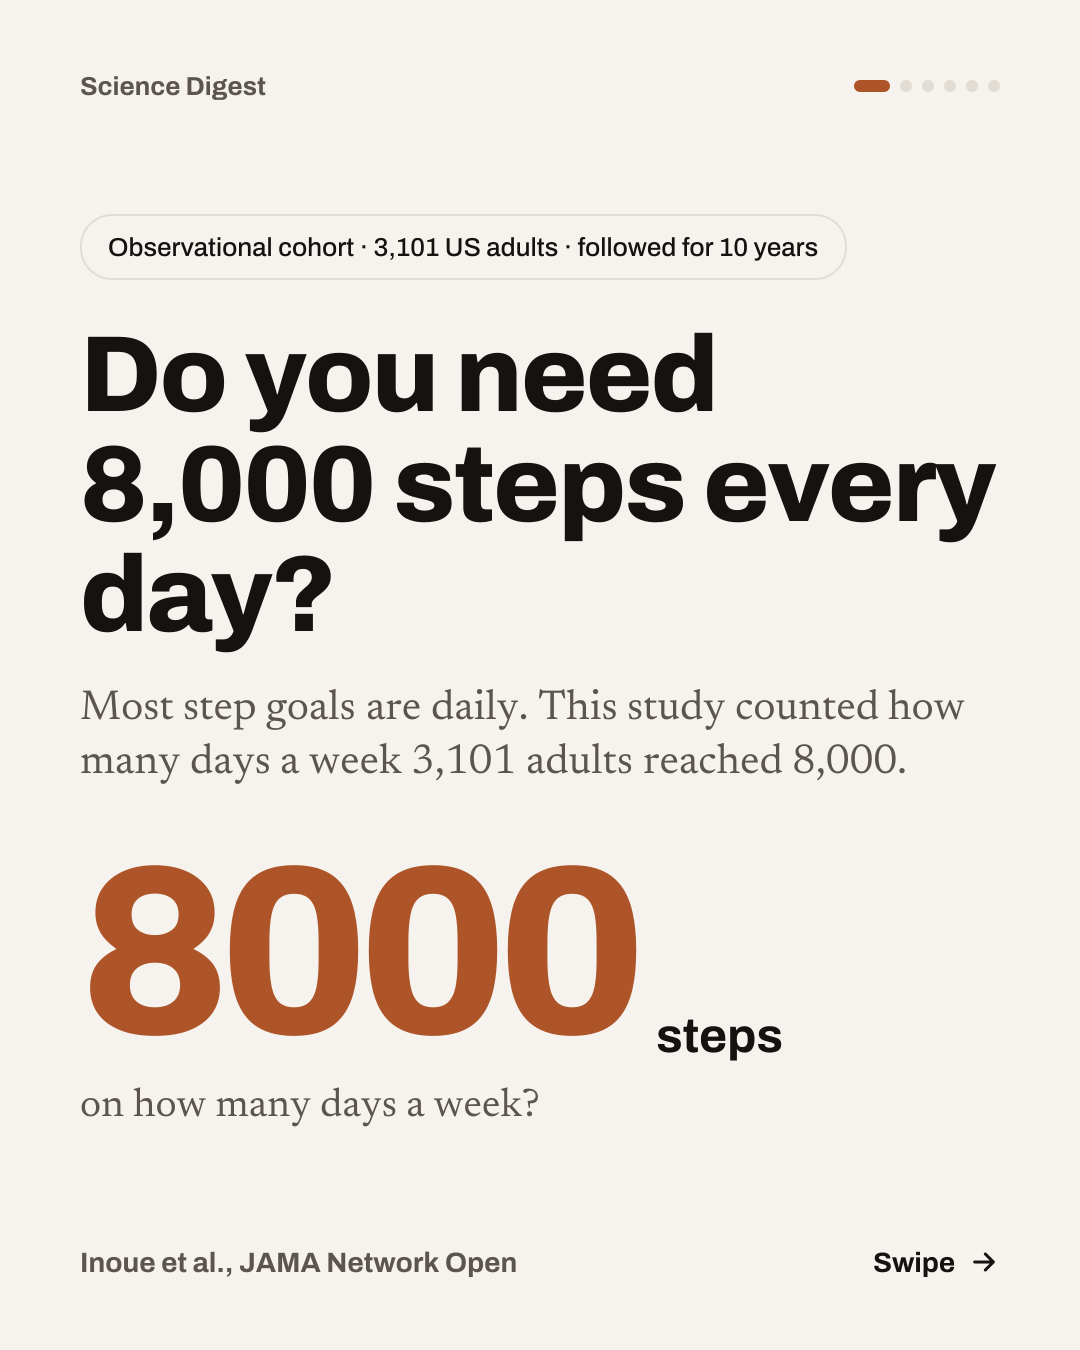 Science Digest
Observational cohort · 3,101 US adults · followed for 10 years
Do you need
8,000 steps every
day?
Most step goals are daily. This study counted how
many days a week 3,101 adults reached 8,000.
8000 steps
on how many days a week?
Inoue et al., JAMA Network Open
Swipe →